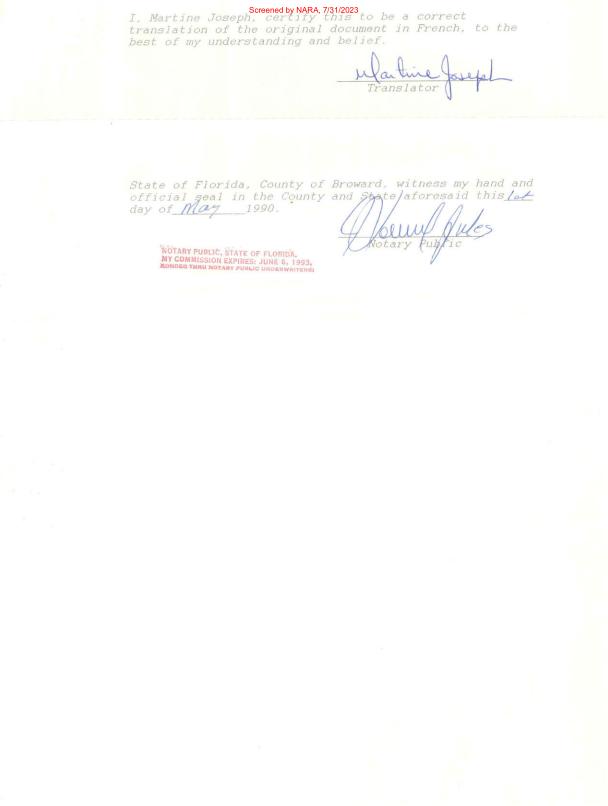 Screened by NARA, 7/31/2023
I, Martine Joseph, certify this to be a correct
translation of the original document in French, to the
best of my understanding and belief.
Martine Joseph
Translator
State of Florida, County of Broward, witness my hand and
official seal in the County and State aforesaid this 1st
day of May 1990.
Notary Public
NOTARY PUBLIC, STATE OF FLORIDA.
MY COMMISSION EXPIRES: JUNE 6, 1993.
BONDED THRU NOTARY PUBLIC UNDERWRITERS